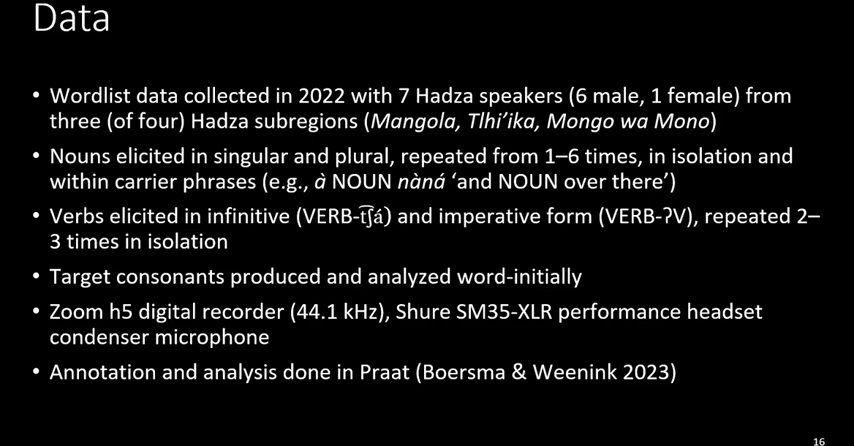 Data
• Wordlist data collected in 2022 with 7 Hadza speakers (6 male, 1 female) from
three (of four) Hadza subregions (Mangola, Tlhi’ika, Mongo wa Mono)
• Nouns elicited in singular and plural, repeated from 1–6 times, in isolation and
within carrier phrases (e.g., à NOUN nàná ‘and NOUN over there’)
• Verbs elicited in infinitive (VERB-t͡ʃá) and imperative form (VERB-ʔV), repeated 2–
3 times in isolation
• Target consonants produced and analyzed word-initially
• Zoom h5 digital recorder (44.1 kHz), Shure SM35-XLR performance headset
condenser microphone
• Annotation and analysis done in Praat (Boersma & Weenink 2023)
16